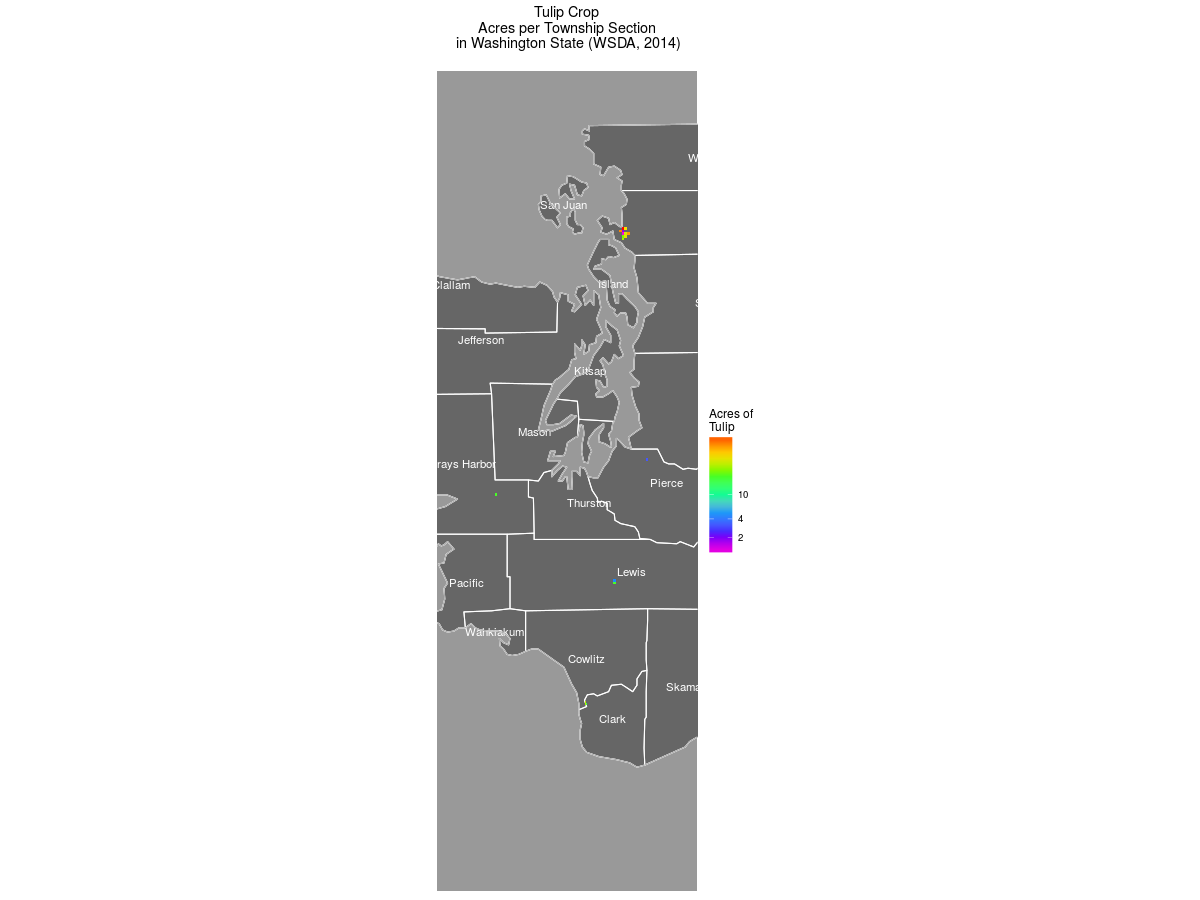 Tulip Crop
Acres per Township Section
in Washington State (WSDA, 2014)
W
San Juan
Island
Clallam
S
Jefferson
Kitsap
Mason
rays Harbor
Pierce
Thurston
Lewis
Pacific
Wahkiakum
Cowlitz
Skama
Clark
Acres of
Tulip
10
4
2